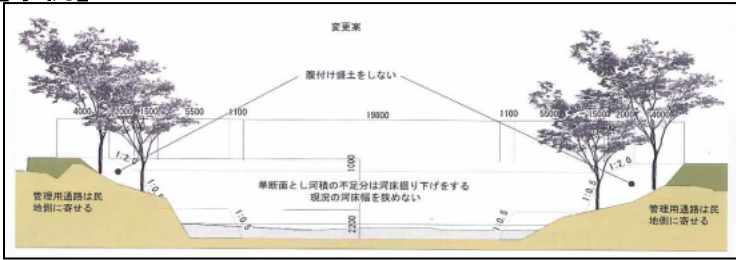 変更案
腹付け盛土をしない
4000 2000 1500 5500 1100 19800 1100 5500 1500 2000 4000
1:2.0
1000
1:2.0
1:0.5
単断面とし河積の不足分は河床掘り下げをする
現況の河床幅を狭めない
1:0.5
管理用通路は民
地側に寄せる
1:0.5
2200
1:0.5
管理用通路は民
地側に寄せる